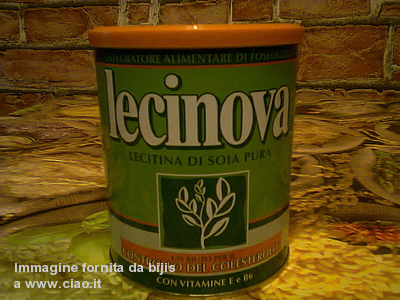 INTEGRATORE ALIMENTARE DI FOSFOLIPIDI
lecinova
LECITINA DI SOIA PURA
UN AIUTO PER IL
CONTROLLO DEL COLESTEROLO
CON VITAMINE E e B6
Immagine fornita da bijis
a www.ciao.it